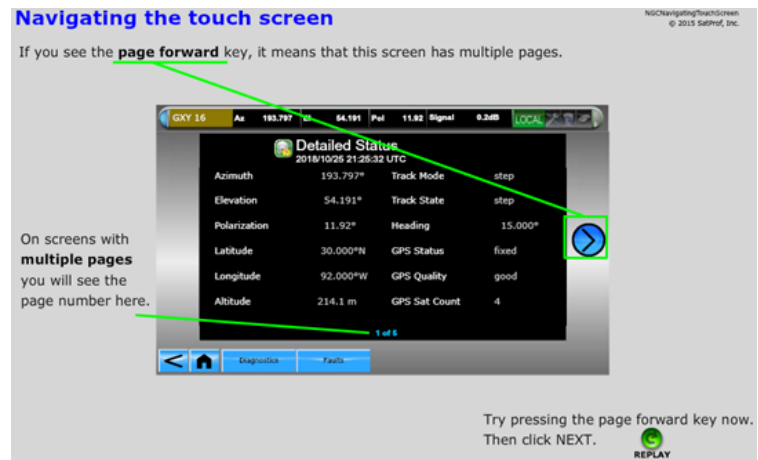 Navigating the touch screen
NGCNavigatingTouchScreen
© 2015 SatProf, Inc.
If you see the page forward key, it means that this screen has multiple pages.
GXY 16 Az 193.797 El 54.191 Pol 11.92 Signal 0.2dB LOCAL
Detailed Status
2018/10/25 21:25:32 UTC
Azimuth 193.797° Track Mode step
Elevation 54.191° Track State step
Polarization 11.92° Heading 15.000°
Latitude 30.000°N GPS Status fixed
Longitude 92.000°W GPS Quality good
Altitude 214.1 m GPS Sat Count 4
1 of 5
Diagnostics Faults
On screens with
multiple pages
you will see the
page number here.
Try pressing the page forward key now.
Then click NEXT.
REPLAY